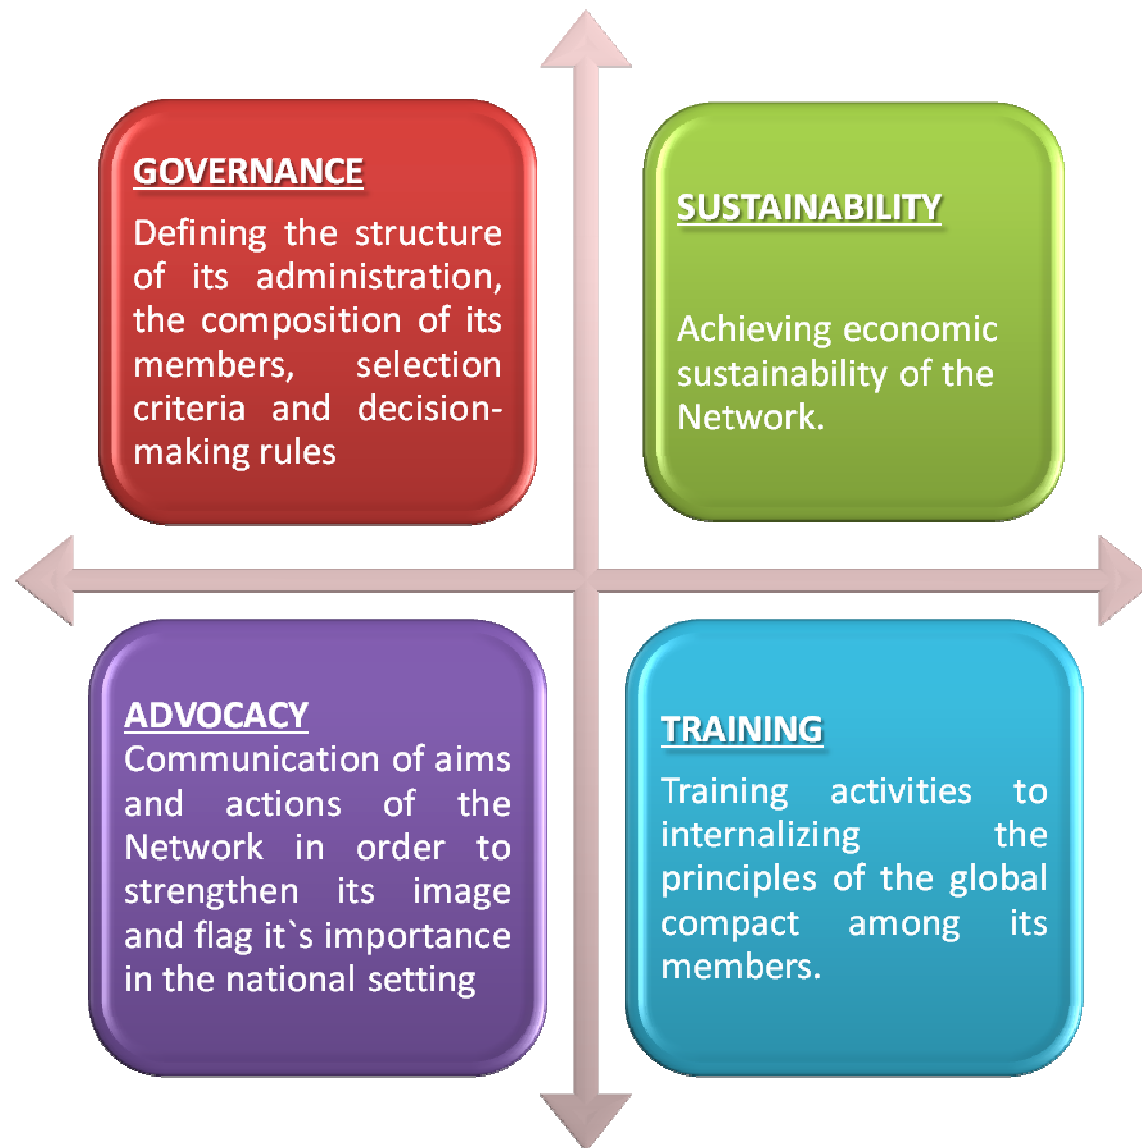 GOVERNANCE
Defining the structure
of its administration,
the composition of its
members, selection
criteria and decision-
making rules
SUSTAINABILITY
Achieving economic
sustainability of the
Network.
ADVOCACY
Communication of aims
and actions of the
Network in order to
strengthen its image
and flag it`s importance
in the national setting
TRAINING
Training activities to
internalizing the
principles of the global
compact among its
members.